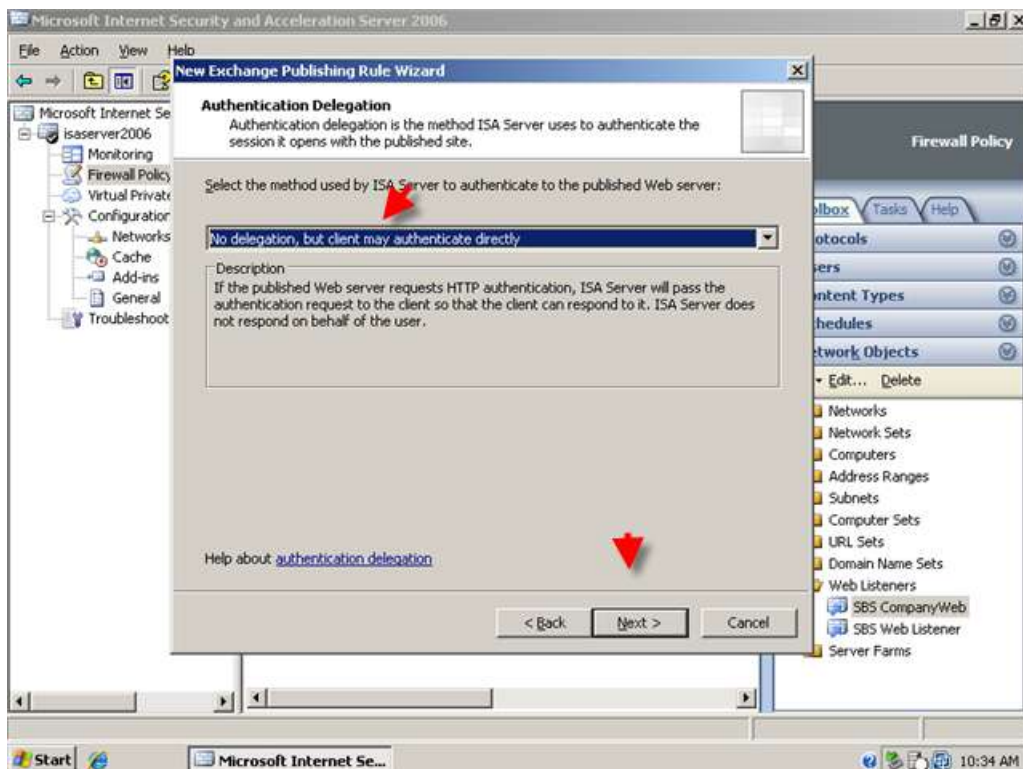 Microsoft Internet Security and Acceleration Server 2006
File Action View Help
New Exchange Publishing Rule Wizard
Authentication Delegation
Authentication delegation is the method ISA Server uses to authenticate the
session it opens with the published site.
Select the method used by ISA Server to authenticate to the published Web server:
No delegation, but client may authenticate directly
Description
If the published Web server requests HTTP authentication, ISA Server will pass the
authentication request to the client so that the client can respond to it. ISA Server does
not respond on behalf of the user.
Help about authentication delegation
< Back Next > Cancel
Microsoft Internet Se
isaserver2006
Monitoring
Firewall Policy
Virtual Private
Configuration
Networks
Cache
Add-ins
General
Troubleshoot
Firewall Policy
olbox Tasks Help
otocols
sers
ntent Types
hedules
twork Objects
Edit... Delete
Networks
Network Sets
Computers
Address Ranges
Subnets
Computer Sets
URL Sets
Domain Name Sets
Web Listeners
SBS CompanyWeb
SBS Web Listener
Server Farms
Start Microsoft Internet Se... 10:34 AM